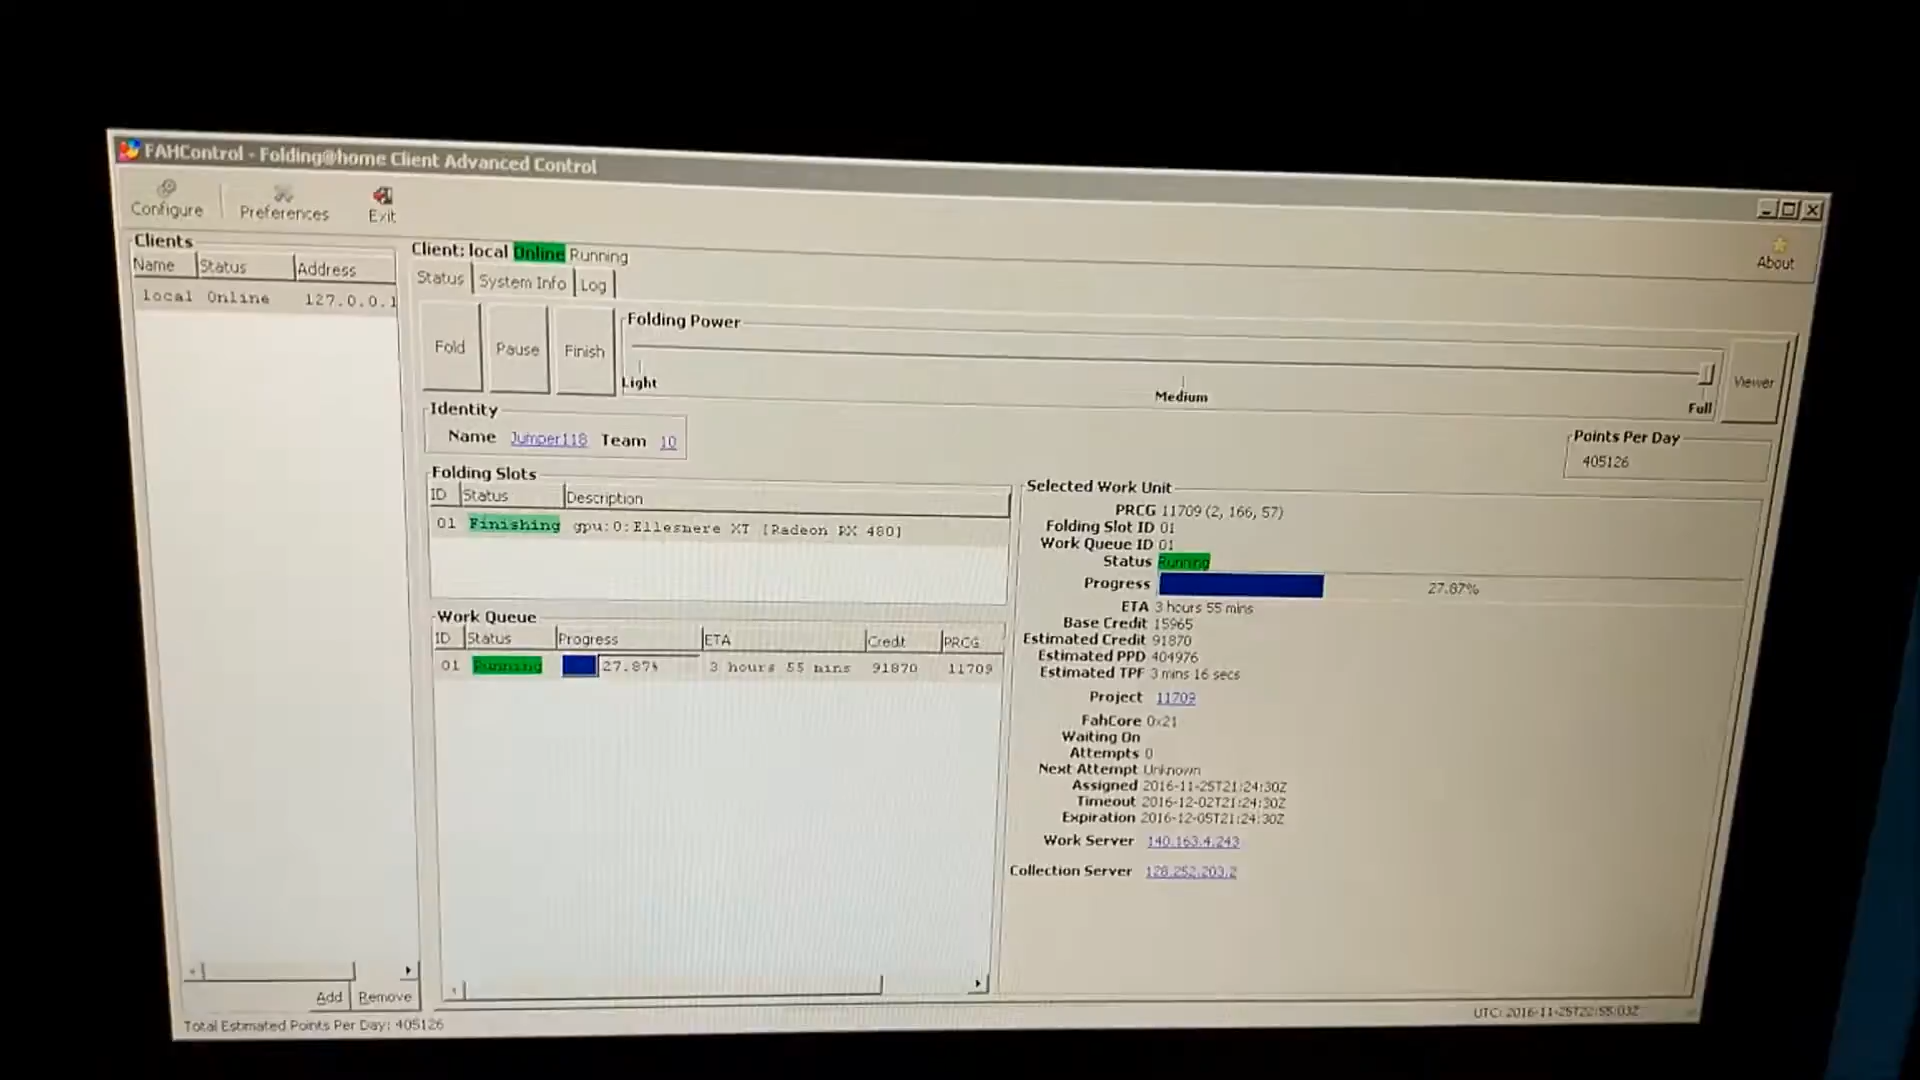 FAHControl - Folding@home Client Advanced Control
Configure Preferences Exit
About
Clients
Name Status Address
local Online 127.0.0.1
Client: local Online Running
Status System Info Log
Fold Pause Finish
Folding Power
Light Medium Full
Viewer
Identity
Name Jumper118 Team 10
Points Per Day
405126
Folding Slots
ID Status Description
01 Finishing gpu:0:Ellesmere XT [Radeon RX 480]
Work Queue
ID Status Progress ETA Credit PRCG
01 Running 27.87% 3 hours 55 mins 91870 11709
Selected Work Unit
PRCG 11709 (2, 166, 57)
Folding Slot ID 01
Work Queue ID 01
Status Running
Progress 27.87%
ETA 3 hours 55 mins
Base Credit 15965
Estimated Credit 91870
Estimated PPD 404976
Estimated TPF 3 mins 16 secs
Project 11709
FahCore 0x21
Waiting On
Attempts 0
Next Attempt Unknown
Assigned 2016-11-25T21:24:30Z
Timeout 2016-12-02T21:24:30Z
Expiration 2016-12-05T21:24:30Z
Work Server 140.163.4.243
Collection Server 128.252.203.2
Add Remove
Total Estimated Points Per Day: 405126
UTC: 2016-11-25T22:55:03Z